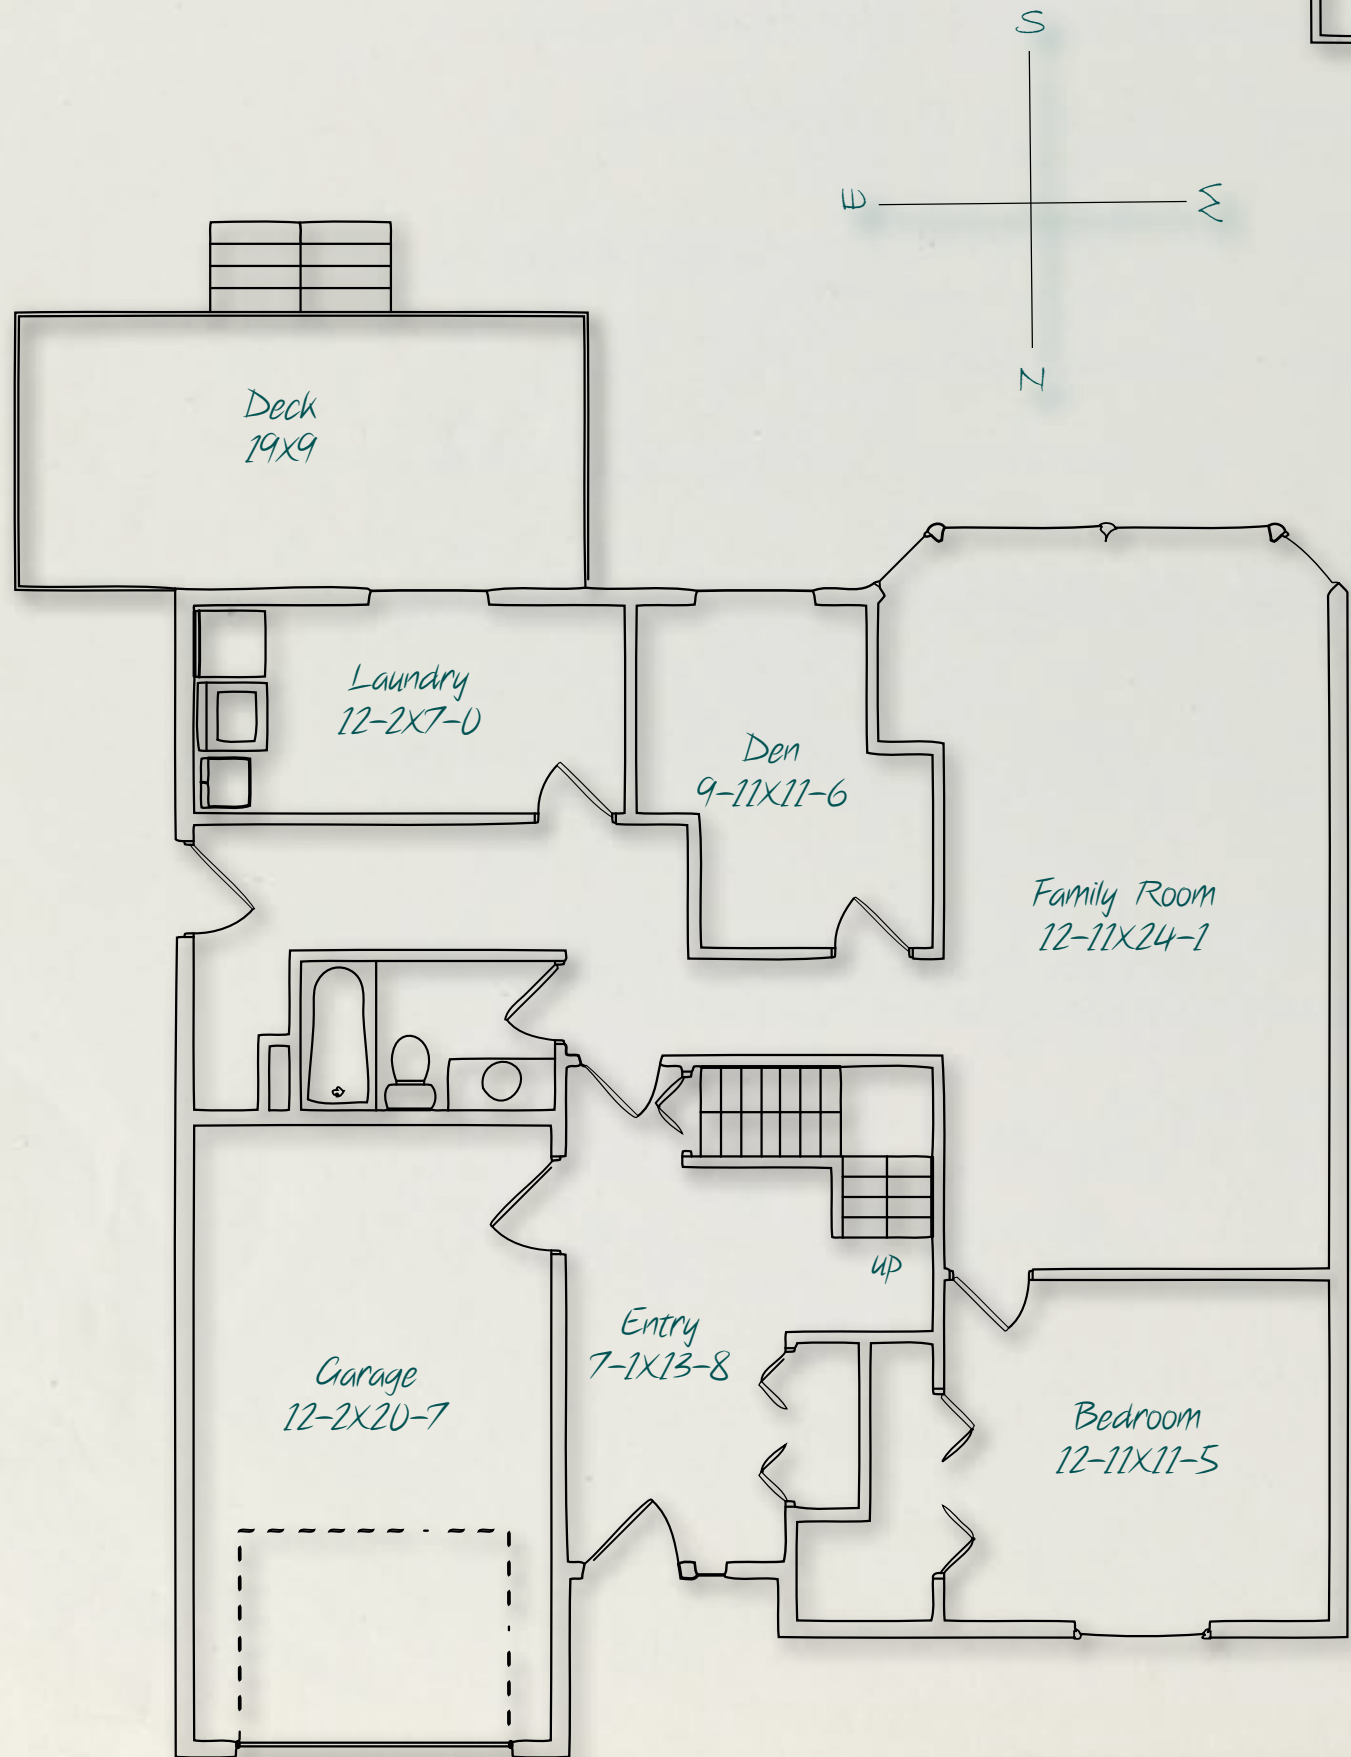 S
E
W
N
Deck
19X9
Laundry
12-2X7-0
Den
9-11X11-6
Family Room
12-11X24-1
up
Entry
7-1X13-8
Garage
12-2X20-7
Bedroom
12-11X11-5